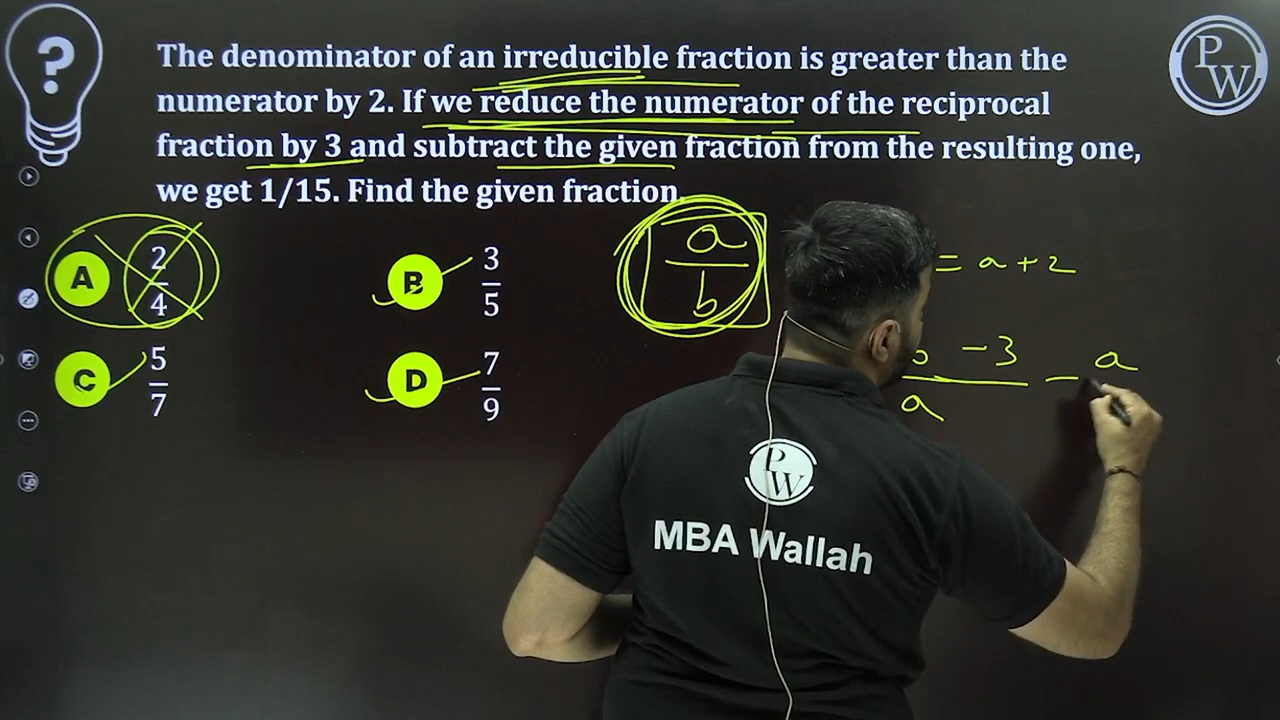 The denominator of an irreducible fraction is greater than the
numerator by 2. If we reduce the numerator of the reciprocal
fraction by 3 and subtract the given fraction from the resulting one,
we get 1/15. Find the given fraction
P
W
A 2/4
B 3/5
C 5/7
D 7/9
a/b
= a + 2
- 3
a
- a
P
W
MBA Wallah